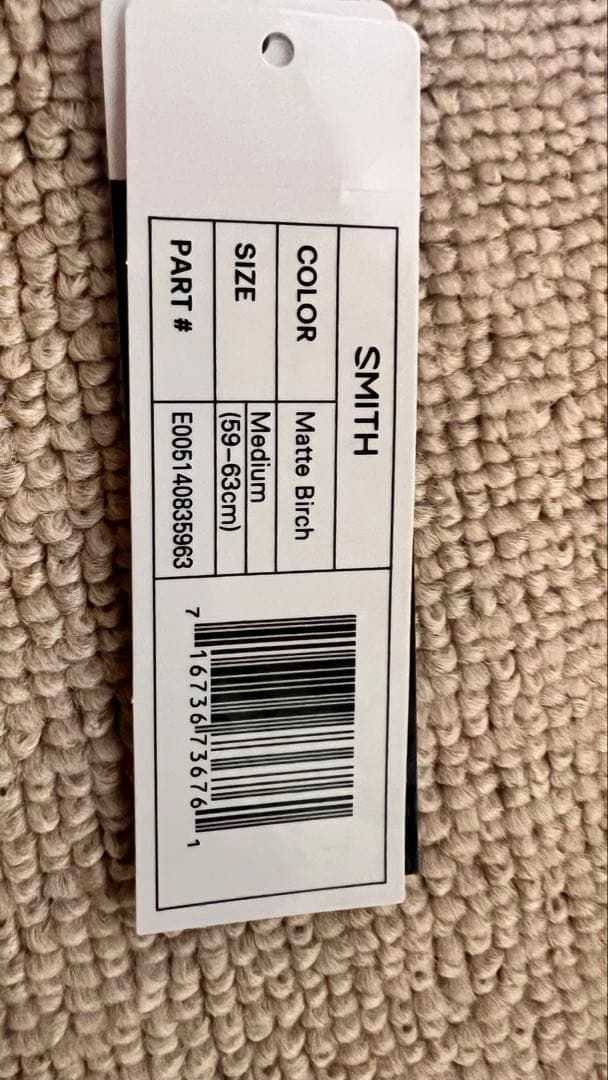 SMITH
COLOR Matte Birch
SIZE Medium
(59-63cm)
PART # E005140835963
7 16736 73676 1